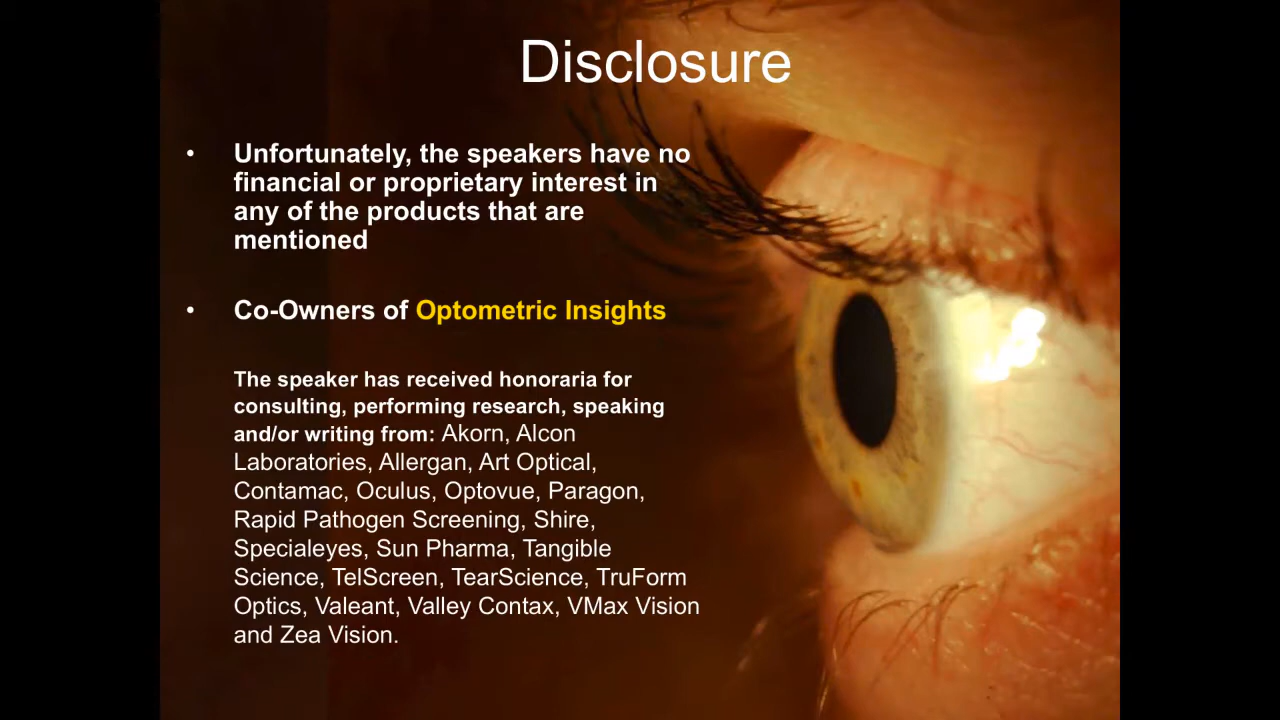 Disclosure
• Unfortunately, the speakers have no
financial or proprietary interest in
any of the products that are
mentioned
• Co-Owners of Optometric Insights
The speaker has received honoraria for
consulting, performing research, speaking
and/or writing from: Akorn, Alcon
Laboratories, Allergan, Art Optical,
Contamac, Oculus, Optovue, Paragon,
Rapid Pathogen Screening, Shire,
Specialeyes, Sun Pharma, Tangible
Science, TelScreen, TearScience, TruForm
Optics, Valeant, Valley Contax, VMax Vision
and Zea Vision.